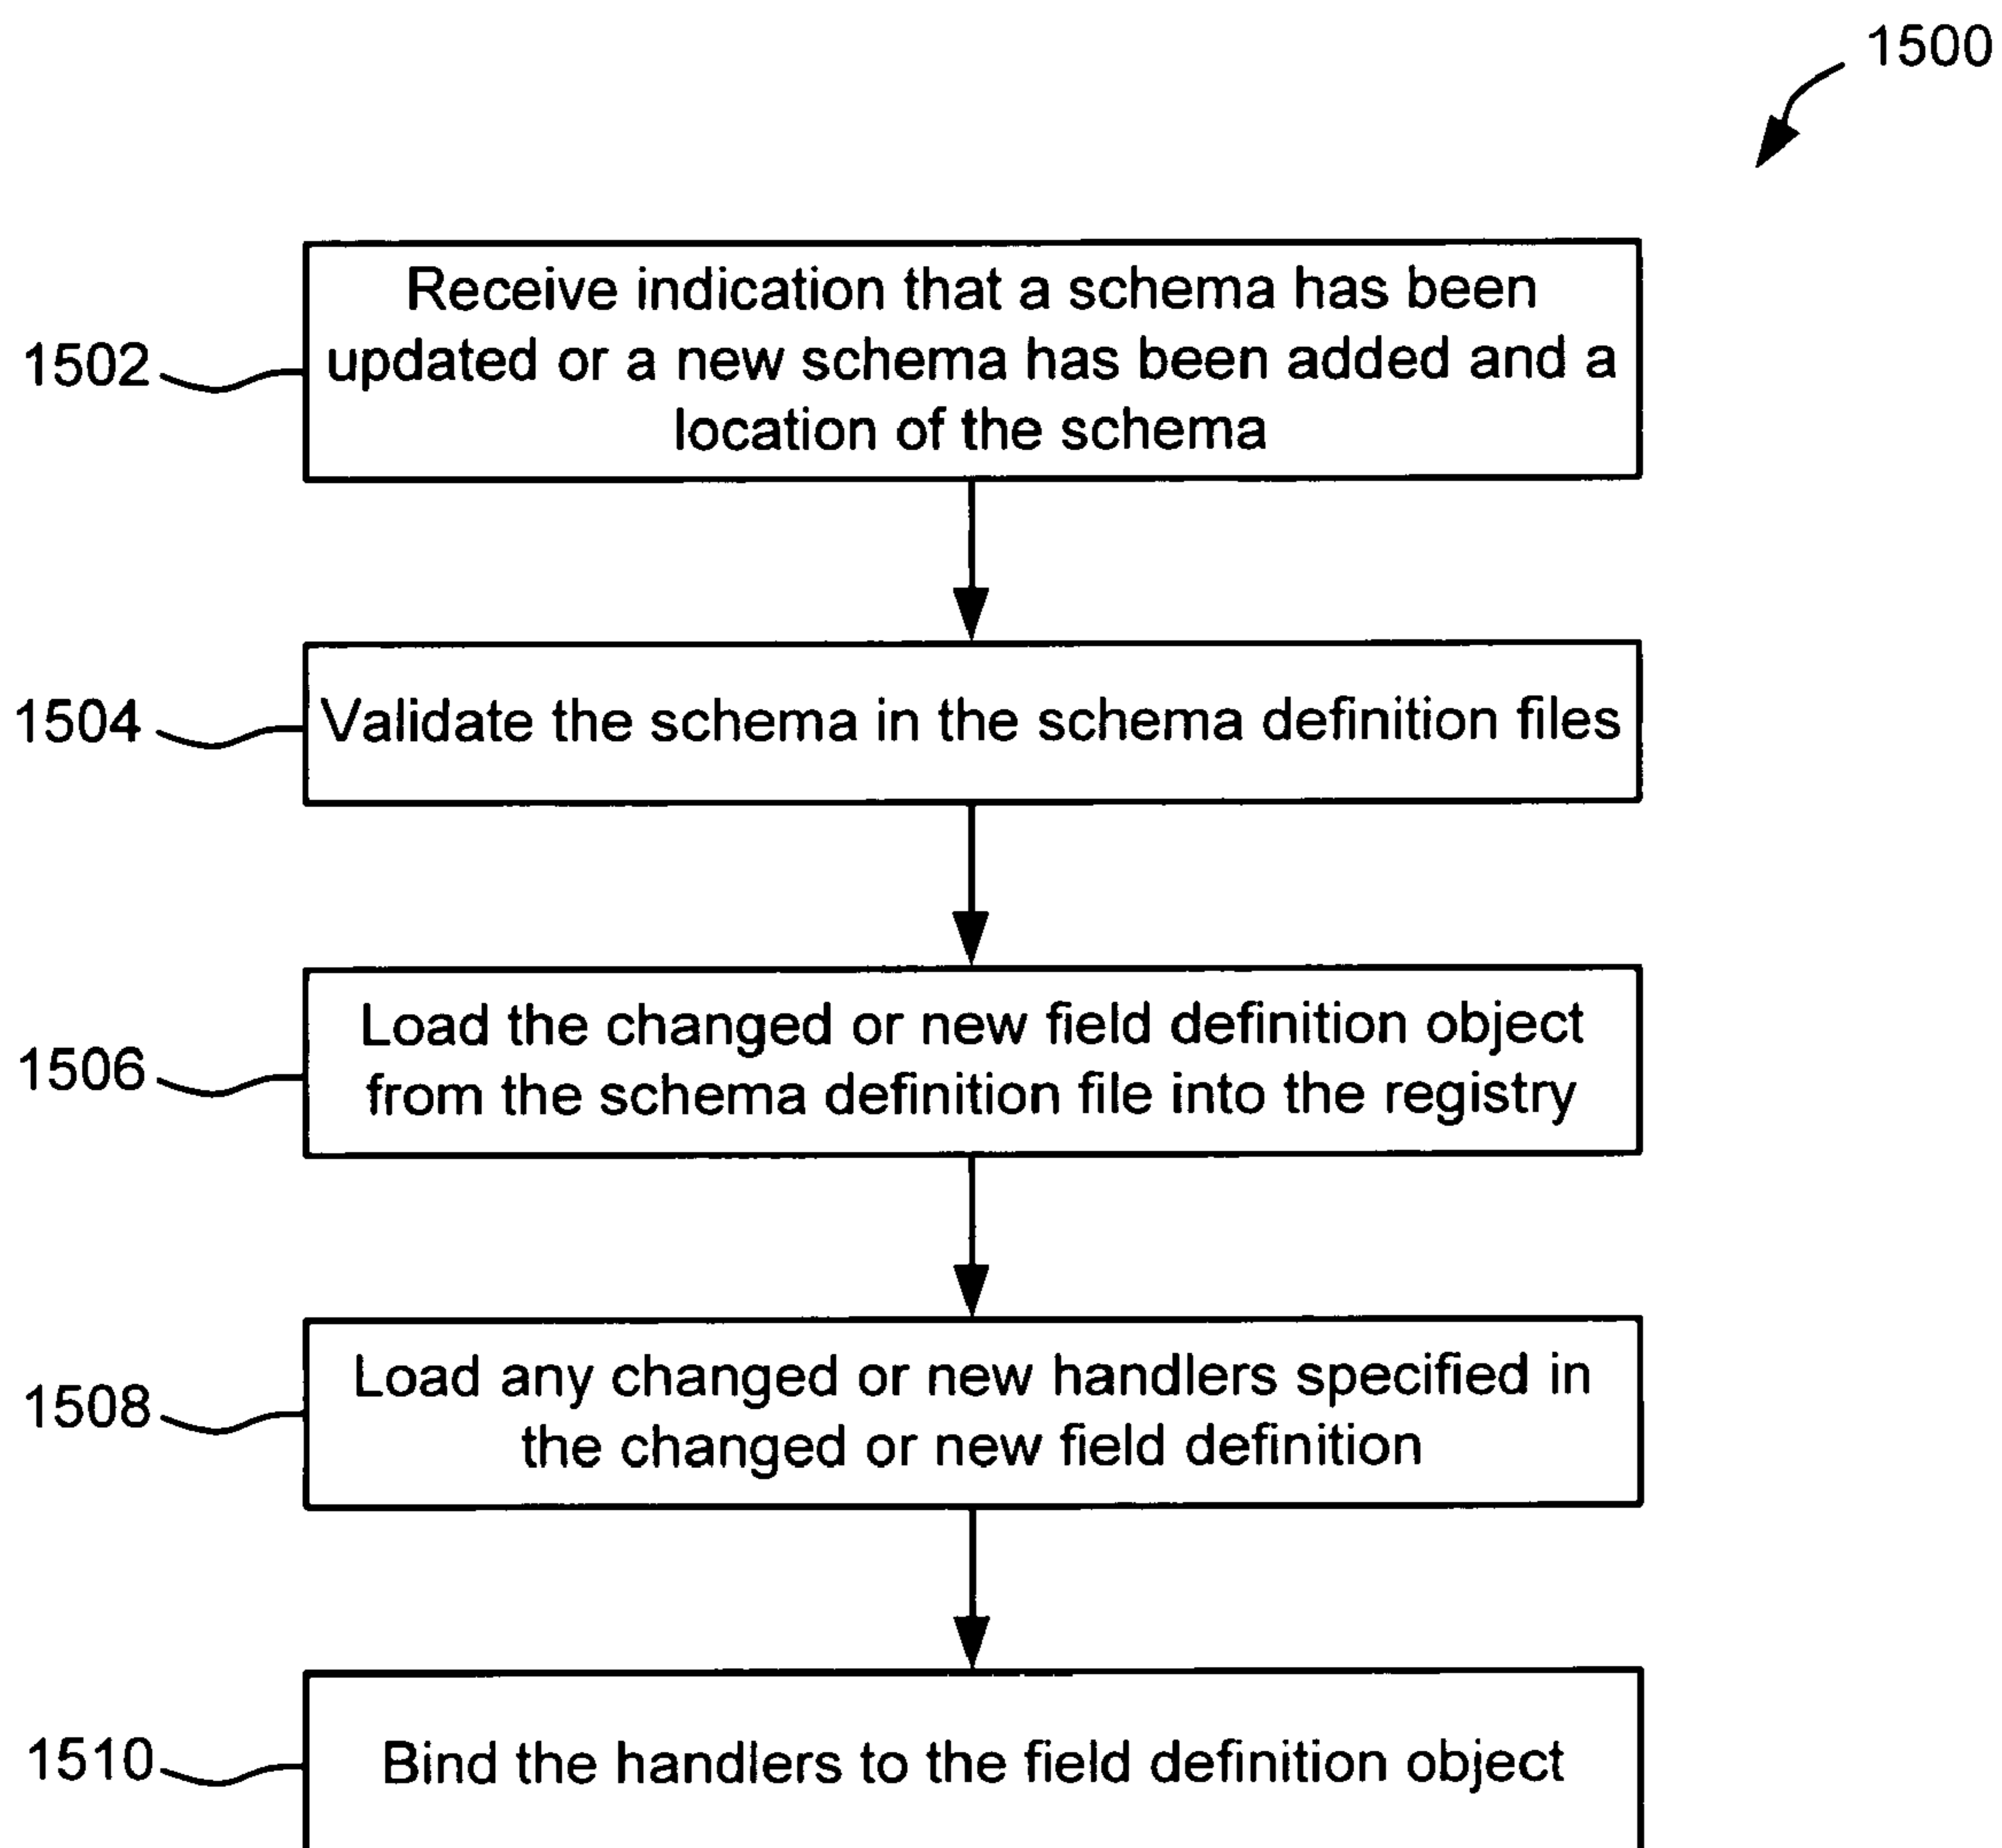 1500
Receive indication that a schema has been
updated or a new schema has been added and a
location of the schema
1502
Validate the schema in the schema definition files
1504
Load the changed or new field definition object
from the schema definition file into the registry
1506
Load any changed or new handlers specified in
the changed or new field definition
1508
Bind the handlers to the field definition object
1510